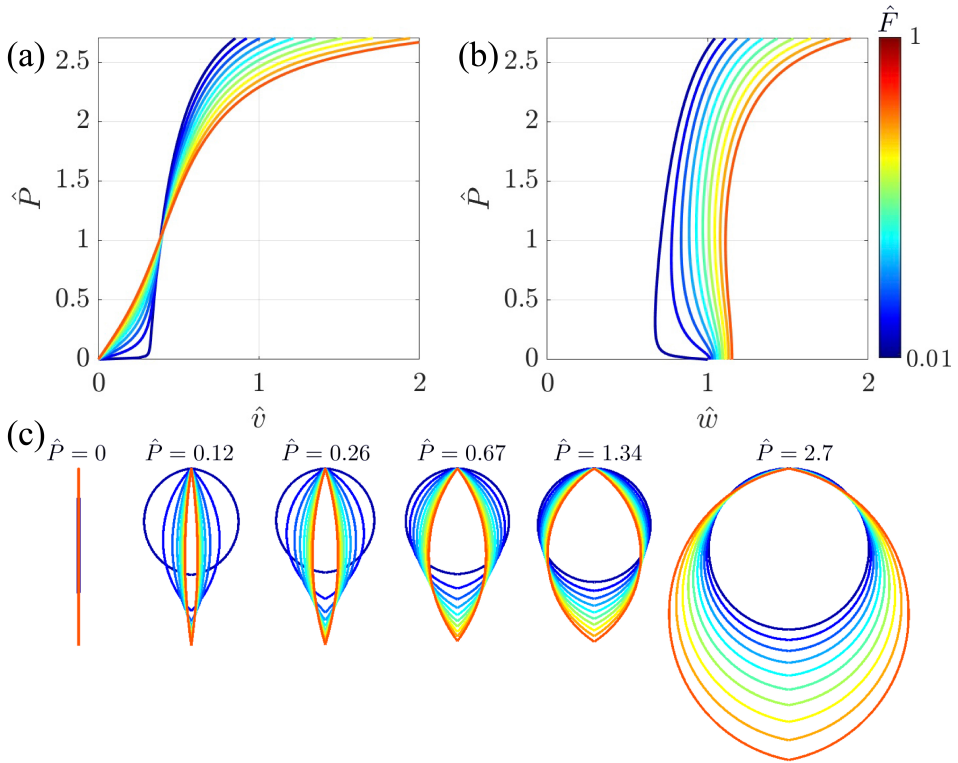 (a)
2.5
2
1.5
1
0.5
0
P̂
0
1
2
v̂
(b)
2.5
2
1.5
1
0.5
0
P̂
0
1
2
ŵ
F̂
1
0.01
(c)
P̂ = 0
P̂ = 0.12
P̂ = 0.26
P̂ = 0.67
P̂ = 1.34
P̂ = 2.7